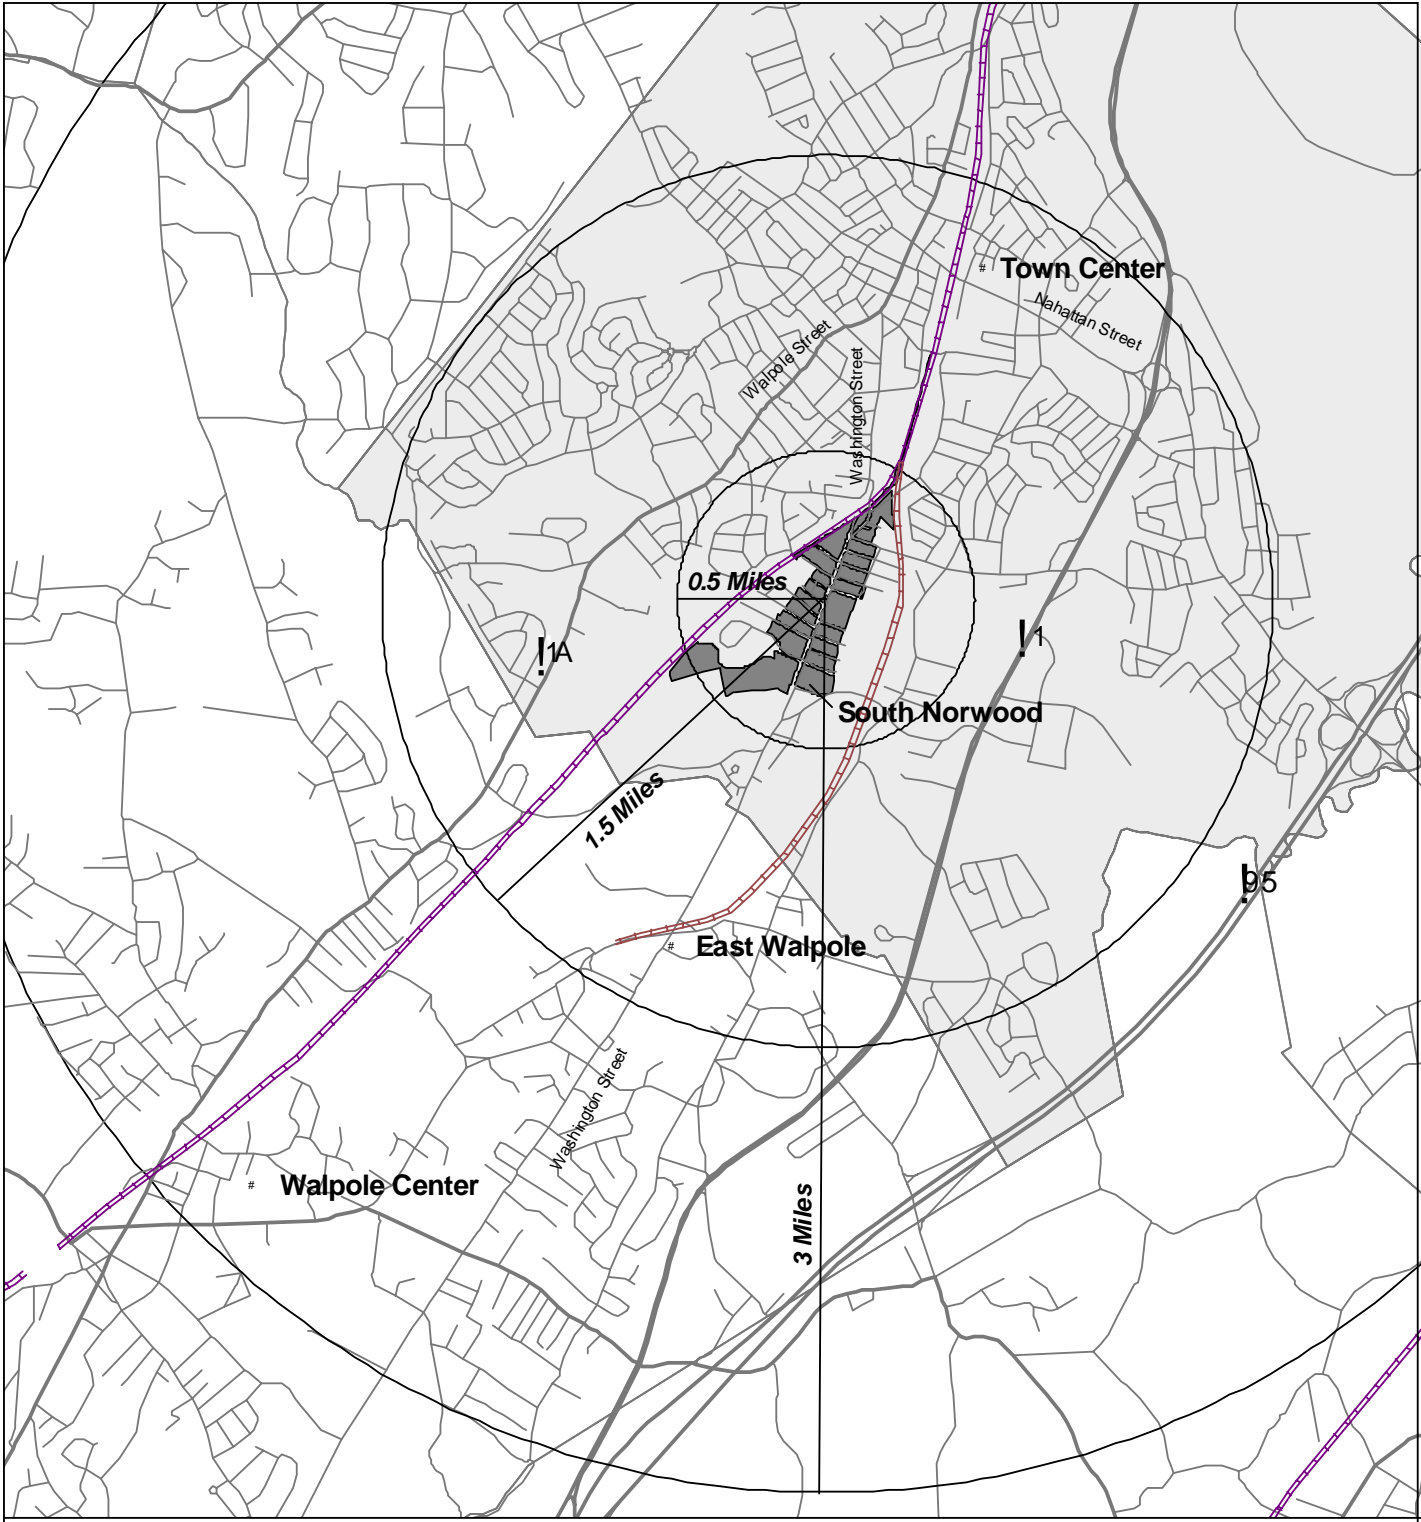 # Town Center
Nahattan Street
Walpole Street
Washington Street
0.5 Miles
1A
1
South Norwood
1.5 Miles
95
# East Walpole
Washington Street
# Walpole Center
3 Miles